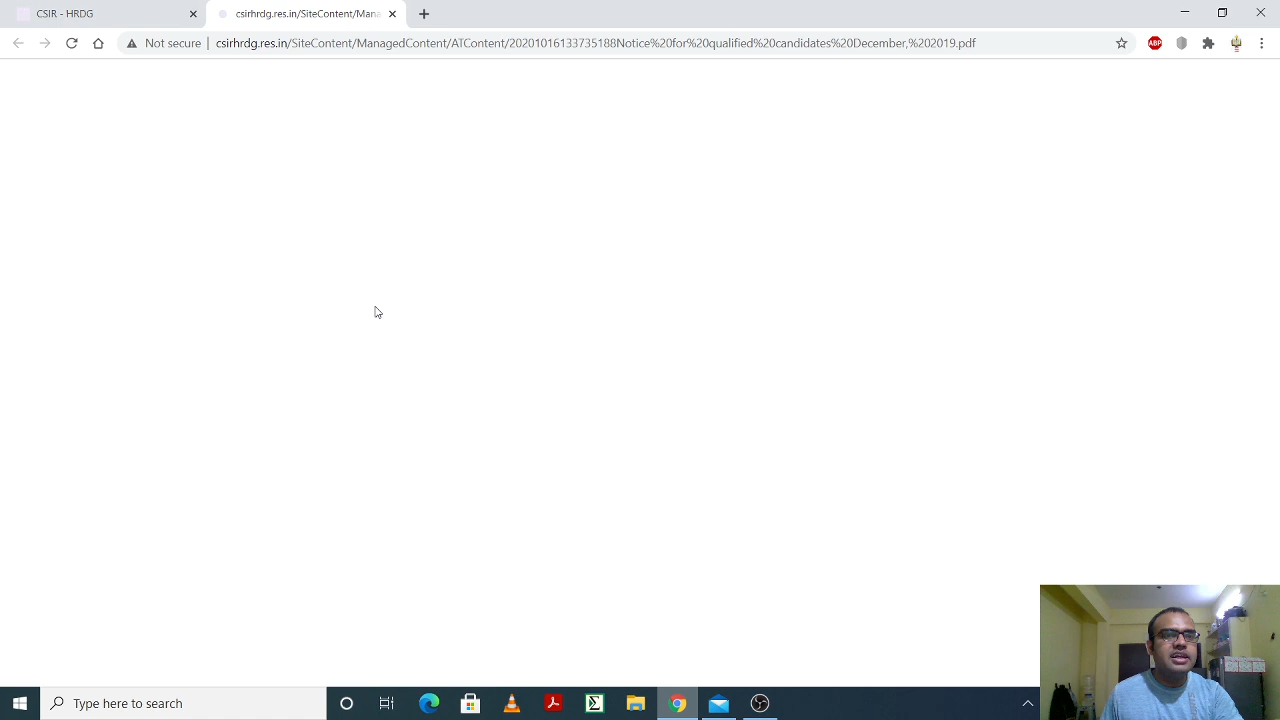 CSIR - HRDG
csirhrdg.res.in/SiteContent/Mana
Not secure
csirhrdg.res.in/SiteContent/ManagedContent/ATContent/20201016133735188Notice%20for%20qualified%20candidates%20December,%202019.pdf
ABP
Type here to search